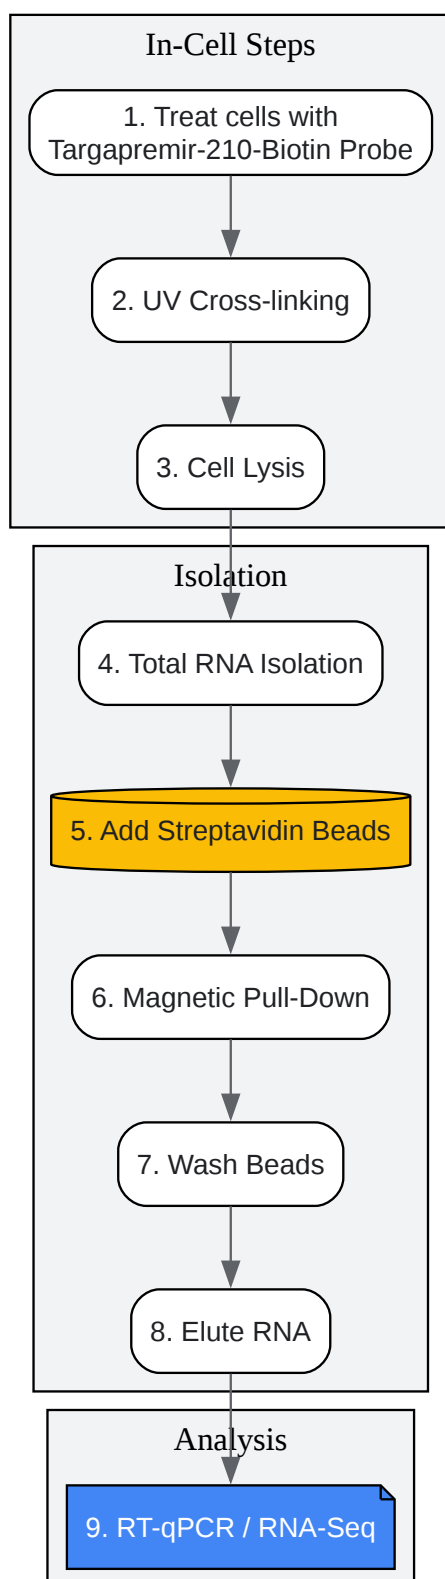 In-Cell Steps
1. Treat cells with
Targapremir-210-Biotin Probe
2. UV Cross-linking
3. Cell Lysis
Isolation
4. Total RNA Isolation
5. Add Streptavidin Beads
6. Magnetic Pull-Down
7. Wash Beads
8. Elute RNA
Analysis
9. RT-qPCR / RNA-Seq